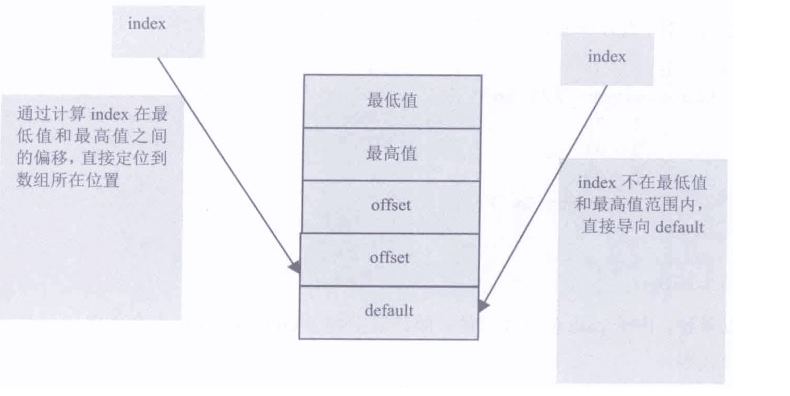 index
index
通过计算 index 在最
低值和最高值之间
的偏移,直接定位到
数组所在位置
最低值
最高值
offset
offset
default
index 不在最低值
和最高值范围内,
直接导向 default